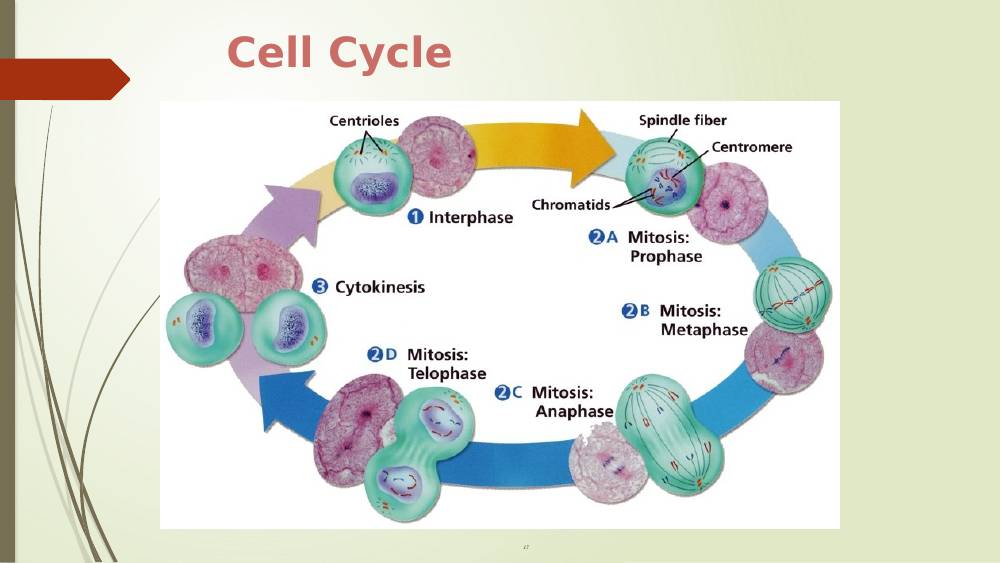 Cell Cycle
Centrioles
Spindle fiber
Centromere
Chromatids
1 Interphase
2A Mitosis:
Prophase
3 Cytokinesis
2B Mitosis:
Metaphase
2D Mitosis:
Telophase
2C Mitosis:
Anaphase
17